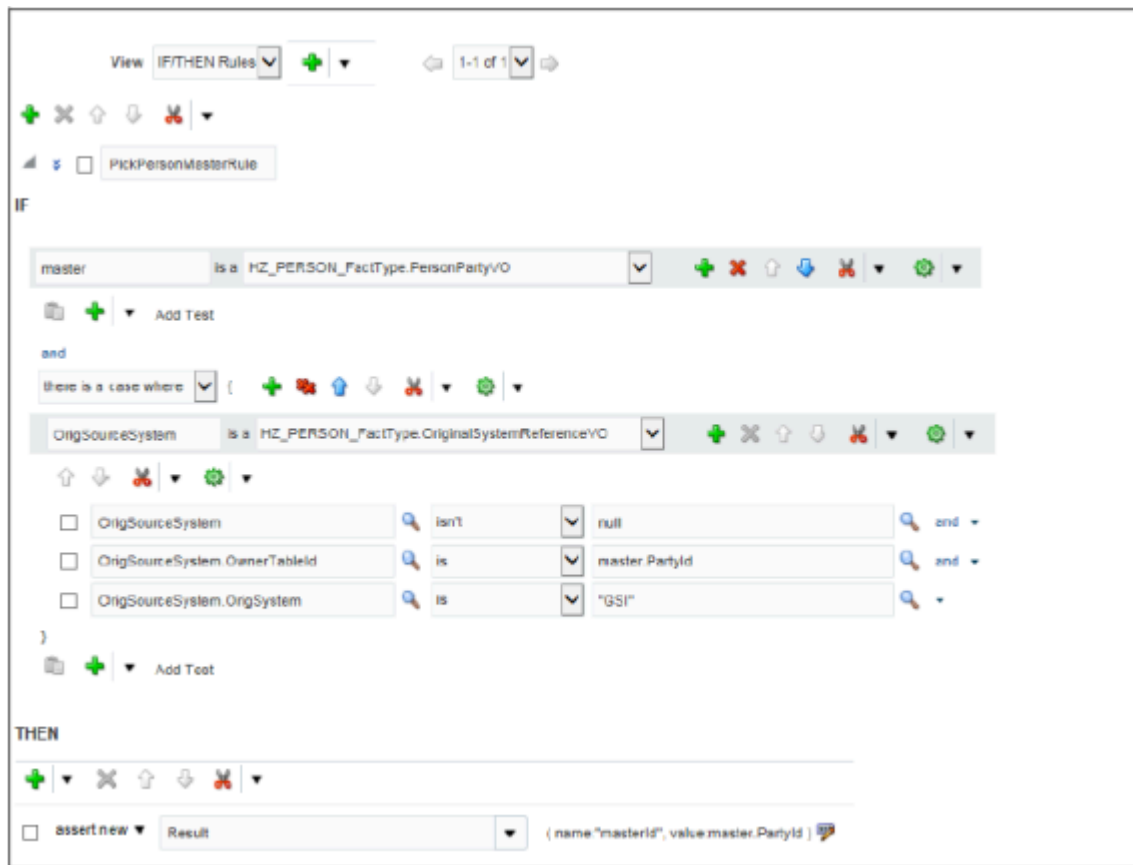 View IF/THEN Rules 1-1 of 1
PickPersonMasterRule
IF
master is a HZ_PERSON_FactType.PersonPartyVO
Add Test
and
there is a case where {
OrigSourceSystem is a HZ_PERSON_FactType.OriginalSystemReferenceVO
OrigSourceSystem isn't null and
OrigSourceSystem.OwnerTableId is master.PartyId and
OrigSourceSystem.OrigSystem is "GSI"
}
Add Test
THEN
assert new Result ( name:"masterId", value:master.PartyId )